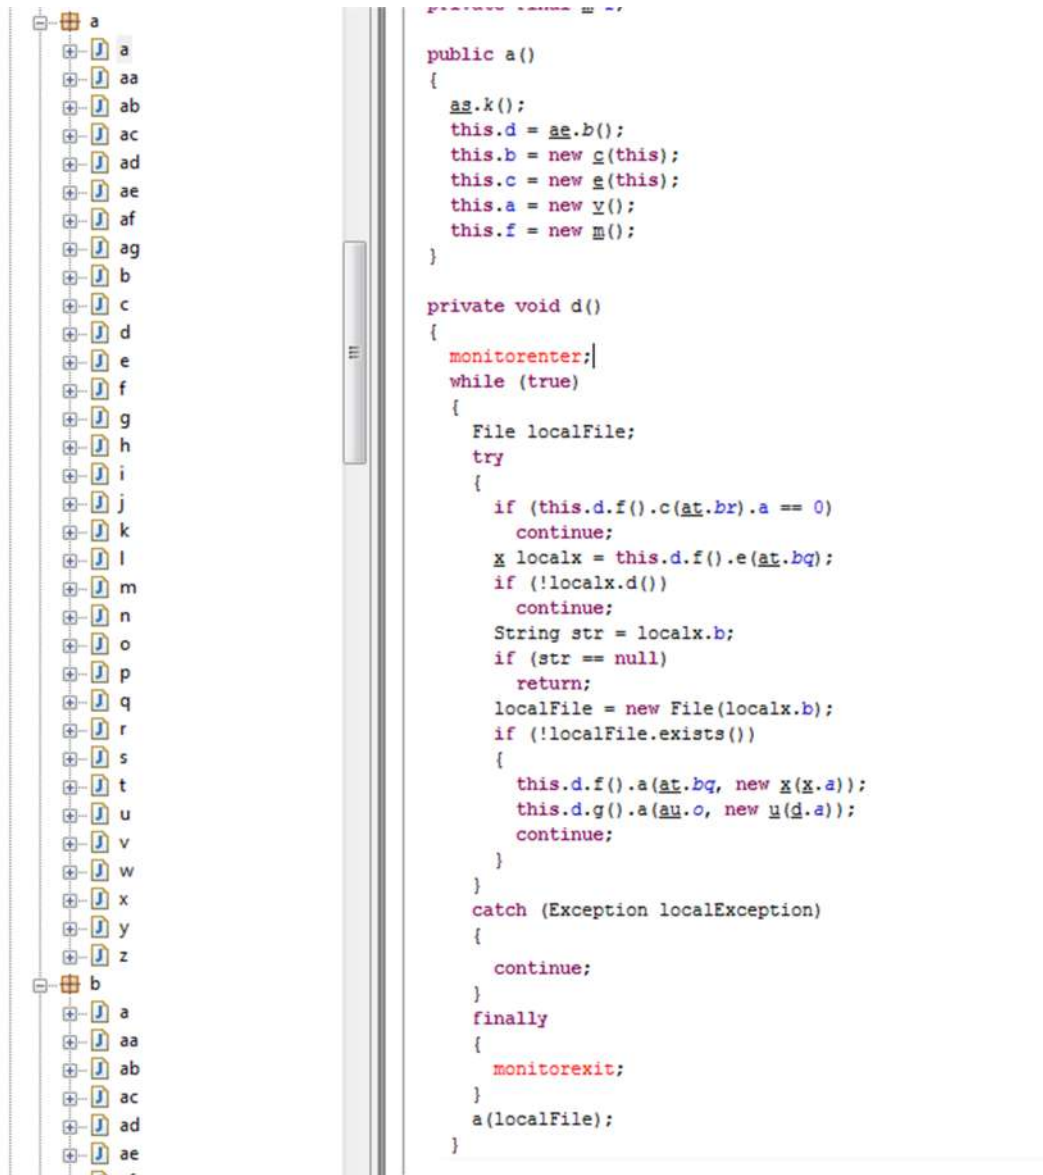 a
a
aa
ab
ac
ad
ae
af
ag
b
c
d
e
f
g
h
i
j
k
l
m
n
o
p
q
r
s
t
u
v
w
x
y
z
b
a
aa
ab
ac
ad
ae
public a()
{
as.k();
this.d = ae.b();
this.b = new c(this);
this.c = new e(this);
this.a = new v();
this.f = new m();
}
private void d()
{
monitorenter;
while (true)
{
File localFile;
try
{
if (this.d.f().c(at.br).a == 0)
continue;
x localx = this.d.f().e(at.bq);
if (!localx.d())
continue;
String str = localx.b;
if (str == null)
return;
localFile = new File(localx.b);
if (!localFile.exists())
{
this.d.f().a(at.bq, new x(x.a));
this.d.g().a(au.o, new u(d.a));
continue;
}
}
catch (Exception localException)
{
continue;
}
finally
{
monitorexit;
}
a(localFile);
}